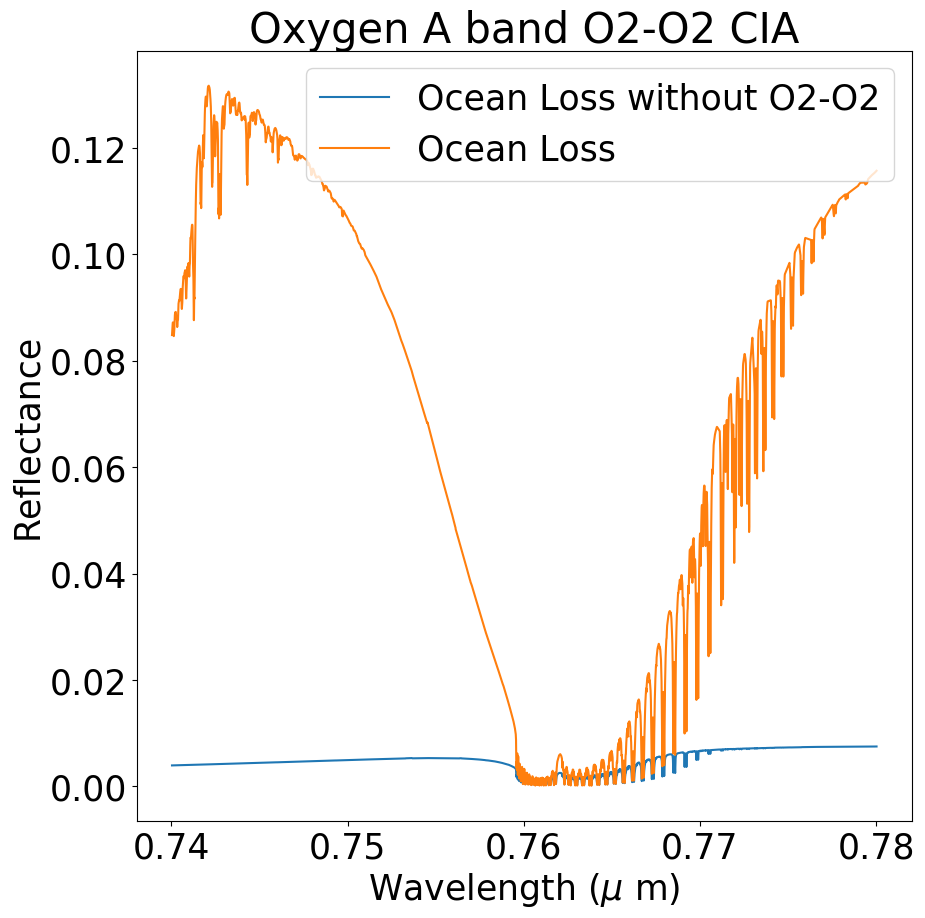 Oxygen A band O2-O2 CIA
Ocean Loss without O2-O2
Ocean Loss
Reflectance
0.12
0.10
0.08
0.06
0.04
0.02
0.00
0.74 0.75 0.76 0.77 0.78
Wavelength (μ m)